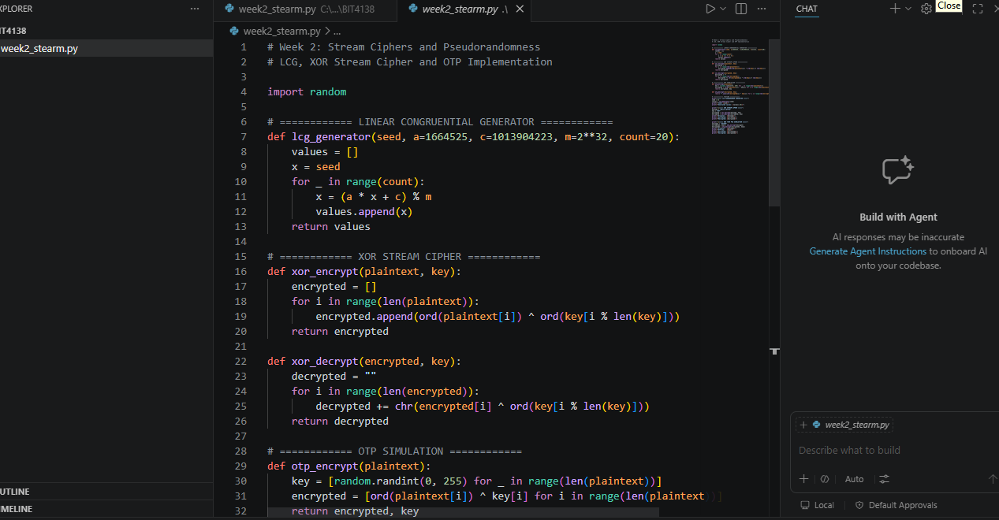 XPLORER
IT4138
week2_stearm.py
UTLINE
IMELINE
week2_stearm.py C:\...\BIT4138
week2_stearm.py .\
week2_stearm.py > ...
1 # Week 2: Stream Ciphers and Pseudorandomness
2 # LCG, XOR Stream Cipher and OTP Implementation
3
4 import random
5
6 # ============ LINEAR CONGRUENTIAL GENERATOR ============
7 def lcg_generator(seed, a=1664525, c=1013904223, m=2**32, count=20):
8     values = []
9     x = seed
10     for _ in range(count):
11         x = (a * x + c) % m
12         values.append(x)
13     return values
14
15 # ============ XOR STREAM CIPHER ============
16 def xor_encrypt(plaintext, key):
17     encrypted = []
18     for i in range(len(plaintext)):
19         encrypted.append(ord(plaintext[i]) ^ ord(key[i % len(key)]))
20     return encrypted
21
22 def xor_decrypt(encrypted, key):
23     decrypted = ""
24     for i in range(len(encrypted)):
25         decrypted += chr(encrypted[i] ^ ord(key[i % len(key)]))
26     return decrypted
27
28 # ============ OTP SIMULATION ============
29 def otp_encrypt(plaintext):
30     key = [random.randint(0, 255) for _ in range(len(plaintext))]
31     encrypted = [ord(plaintext[i]) ^ key[i] for i in range(len(plaintext))]
32     return encrypted, key
CHAT
Close
Build with Agent
AI responses may be inaccurate
Generate Agent Instructions to onboard AI
onto your codebase.
week2_stearm.py
Describe what to build
Auto
Local
Default Approvals